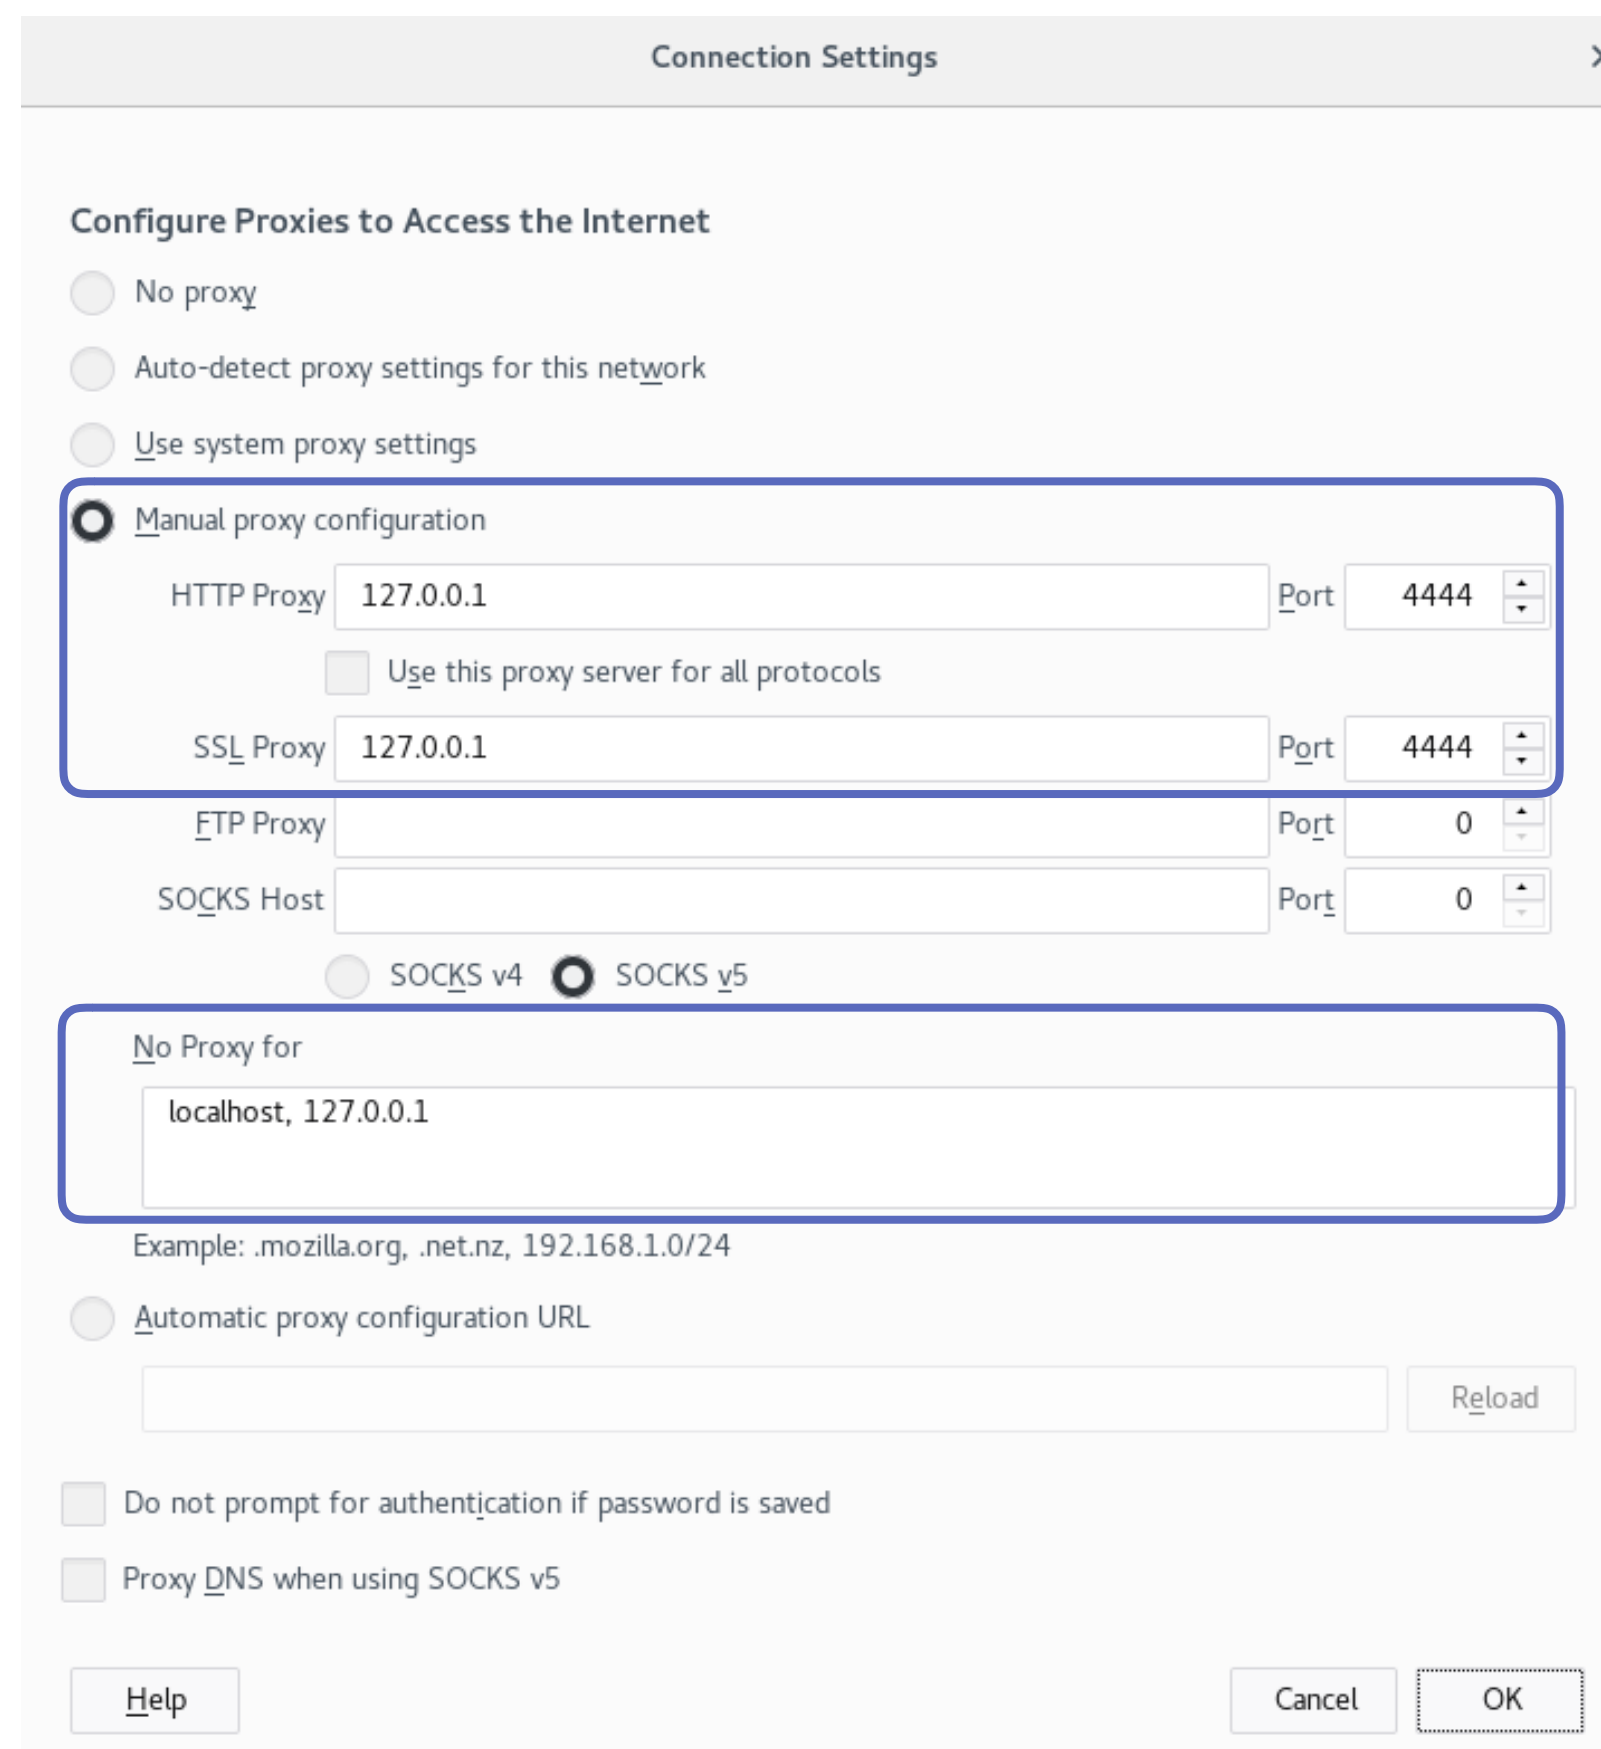 Connection Settings
Configure Proxies to Access the Internet
No proxy
Auto-detect proxy settings for this network
Use system proxy settings
Manual proxy configuration
HTTP Proxy 127.0.0.1 Port 4444
Use this proxy server for all protocols
SSL Proxy 127.0.0.1 Port 4444
FTP Proxy Port 0
SOCKS Host Port 0
SOCKS v4 SOCKS v5
No Proxy for
localhost, 127.0.0.1
Example: .mozilla.org, .net.nz, 192.168.1.0/24
Automatic proxy configuration URL
Reload
Do not prompt for authentication if password is saved
Proxy DNS when using SOCKS v5
Help Cancel OK